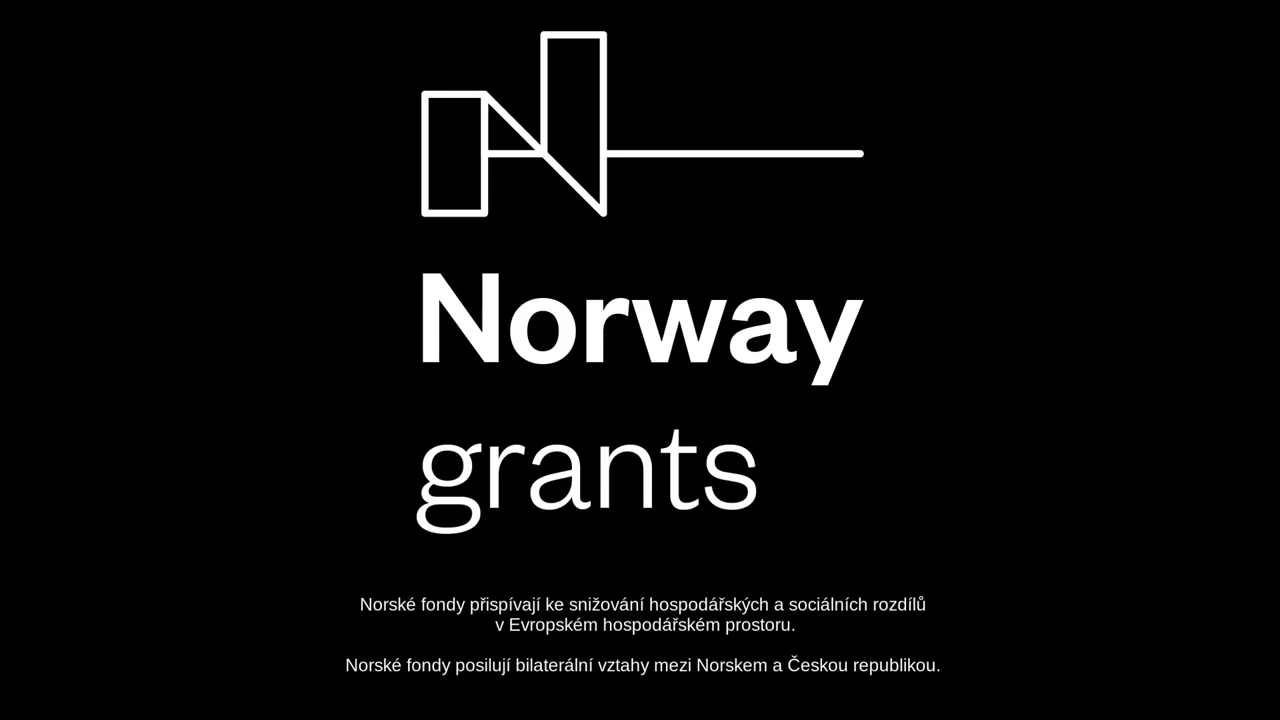 Norway
grants
Norské fondy přispívají ke snižování hospodářských a sociálních rozdílů
v Evropském hospodářském prostoru.
Norské fondy posilují bilaterální vztahy mezi Norskem a Českou republikou.